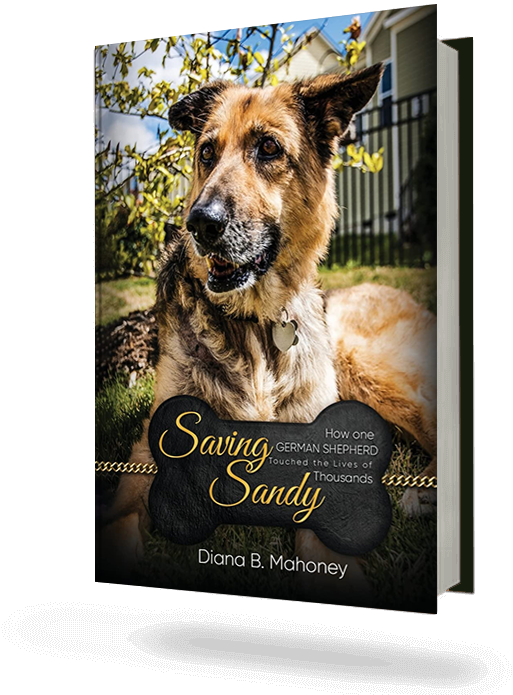 Saving
Sandy
How one
GERMAN SHEPHERD
Touched the Lives of
Thousands
Diana B. Mahoney